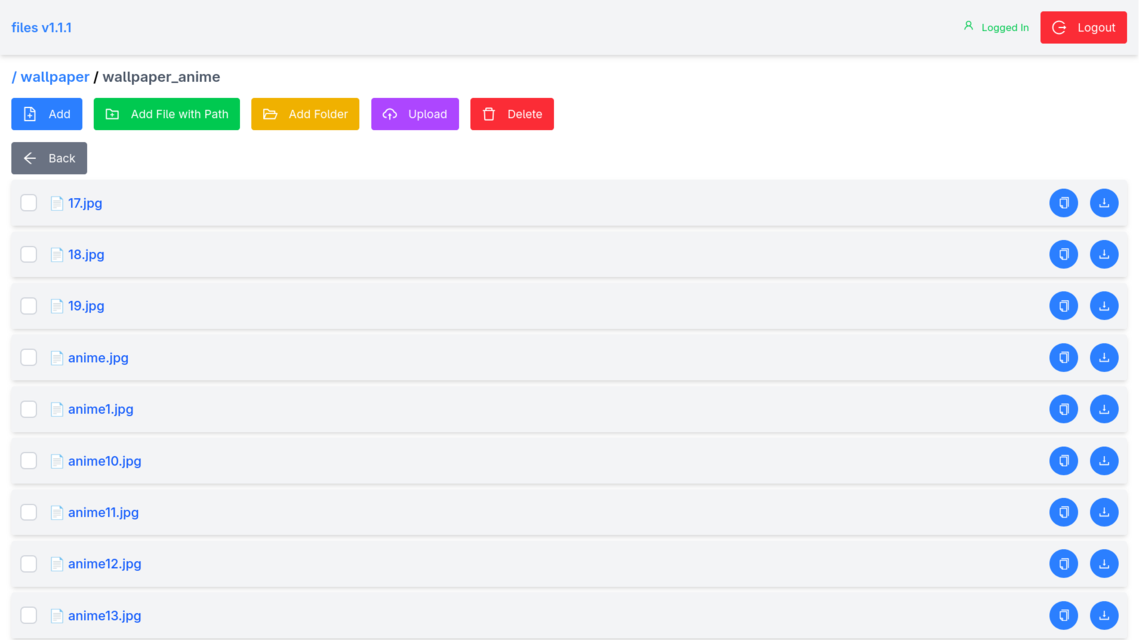 files v1.1.1
Logged In
Logout
/ wallpaper / wallpaper_anime
Add
Add File with Path
Add Folder
Upload
Delete
Back
17.jpg
18.jpg
19.jpg
anime.jpg
anime1.jpg
anime10.jpg
anime11.jpg
anime12.jpg
anime13.jpg